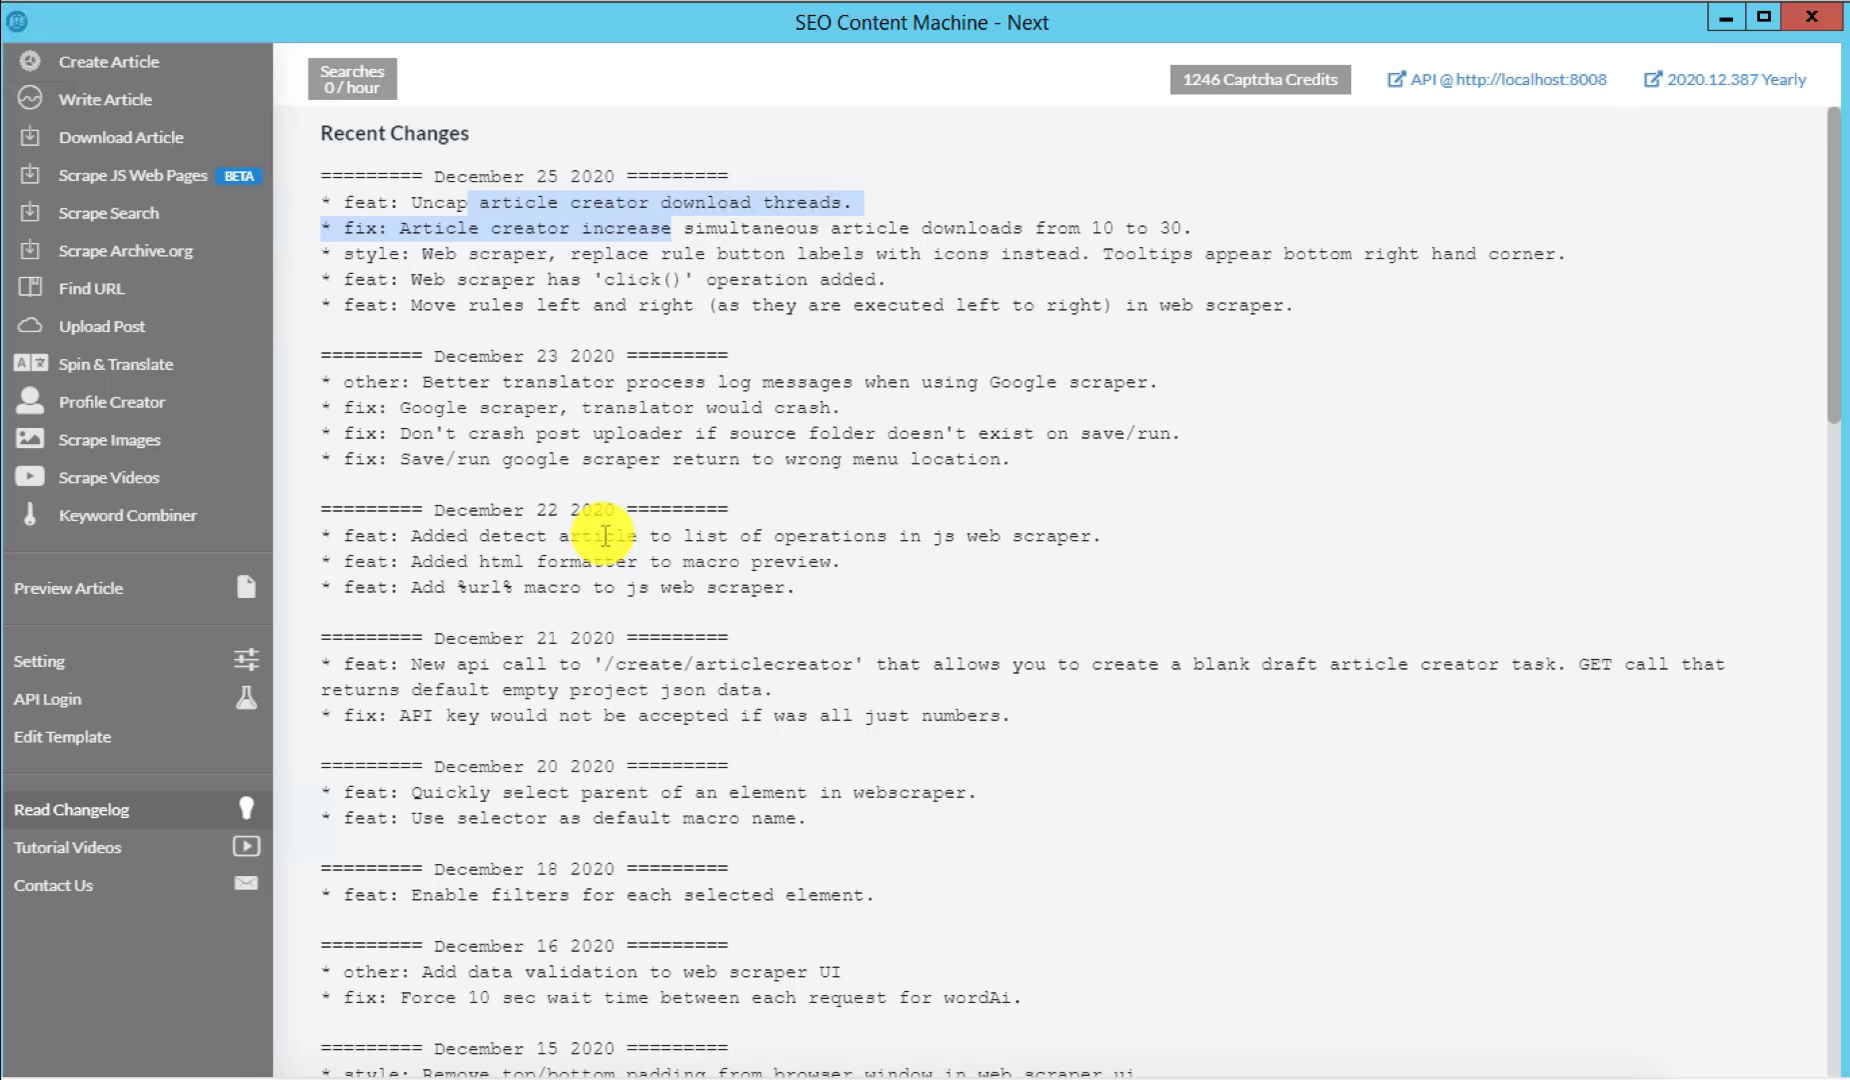 SEO Content Machine - Next
Create Article
Write Article
Download Article
Scrape JS Web Pages BETA
Scrape Search
Scrape Archive.org
Find URL
Upload Post
Spin & Translate
Profile Creator
Scrape Images
Scrape Videos
Keyword Combiner
Preview Article
Setting
API Login
Edit Template
Read Changelog
Tutorial Videos
Contact Us
Searches
0 / hour
1246 Captcha Credits
API @ http://localhost:8008
2020.12.387 Yearly
Recent Changes
========= December 25 2020 =========
* feat: Uncap article creator download threads.
* fix: Article creator increase simultaneous article downloads from 10 to 30.
* style: Web scraper, replace rule button labels with icons instead. Tooltips appear bottom right hand corner.
* feat: Web scraper has 'click()' operation added.
* feat: Move rules left and right (as they are executed left to right) in web scraper.
========= December 23 2020 =========
* other: Better translator process log messages when using Google scraper.
* fix: Google scraper, translator would crash.
* fix: Don't crash post uploader if source folder doesn't exist on save/run.
* fix: Save/run google scraper return to wrong menu location.
========= December 22 2020 =========
* feat: Added detect article to list of operations in js web scraper.
* feat: Added html formatter to macro preview.
* feat: Add %url% macro to js web scraper.
========= December 21 2020 =========
* feat: New api call to '/create/articlecreator' that allows you to create a blank draft article creator task. GET call that
returns default empty project json data.
* fix: API key would not be accepted if was all just numbers.
========= December 20 2020 =========
* feat: Quickly select parent of an element in webscraper.
* feat: Use selector as default macro name.
========= December 18 2020 =========
* feat: Enable filters for each selected element.
========= December 16 2020 =========
* other: Add data validation to web scraper UI
* fix: Force 10 sec wait time between each request for wordAi.
========= December 15 2020 =========
* style: Remove top/bottom padding from browser window in web scraper ui